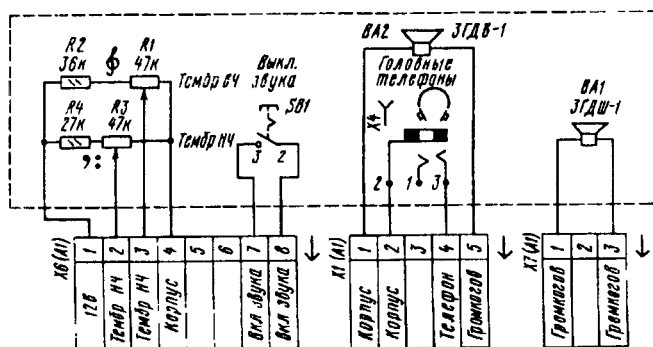 R2
36к
R1
47к
Тембр ВЧ
R4
27к
R3
47к
Тембр НЧ
Выкл.
звука
SB1
3 2
BA2
3ГДВ-1
Головные
телефоны
X4
2 1 3
BA1
3ГДШ-1
X6 (A1)
1 2 3 4 5 6 7 8
12В
Тембр НЧ
Тембр НЧ
Корпус
Вкл звука
Вкл звука
X1 (A1)
1 2 3 4 5
Корпус
Корпус
Телефон
Громкогов
X7 (A1)
1 2 3
Громкогов
Громкогов